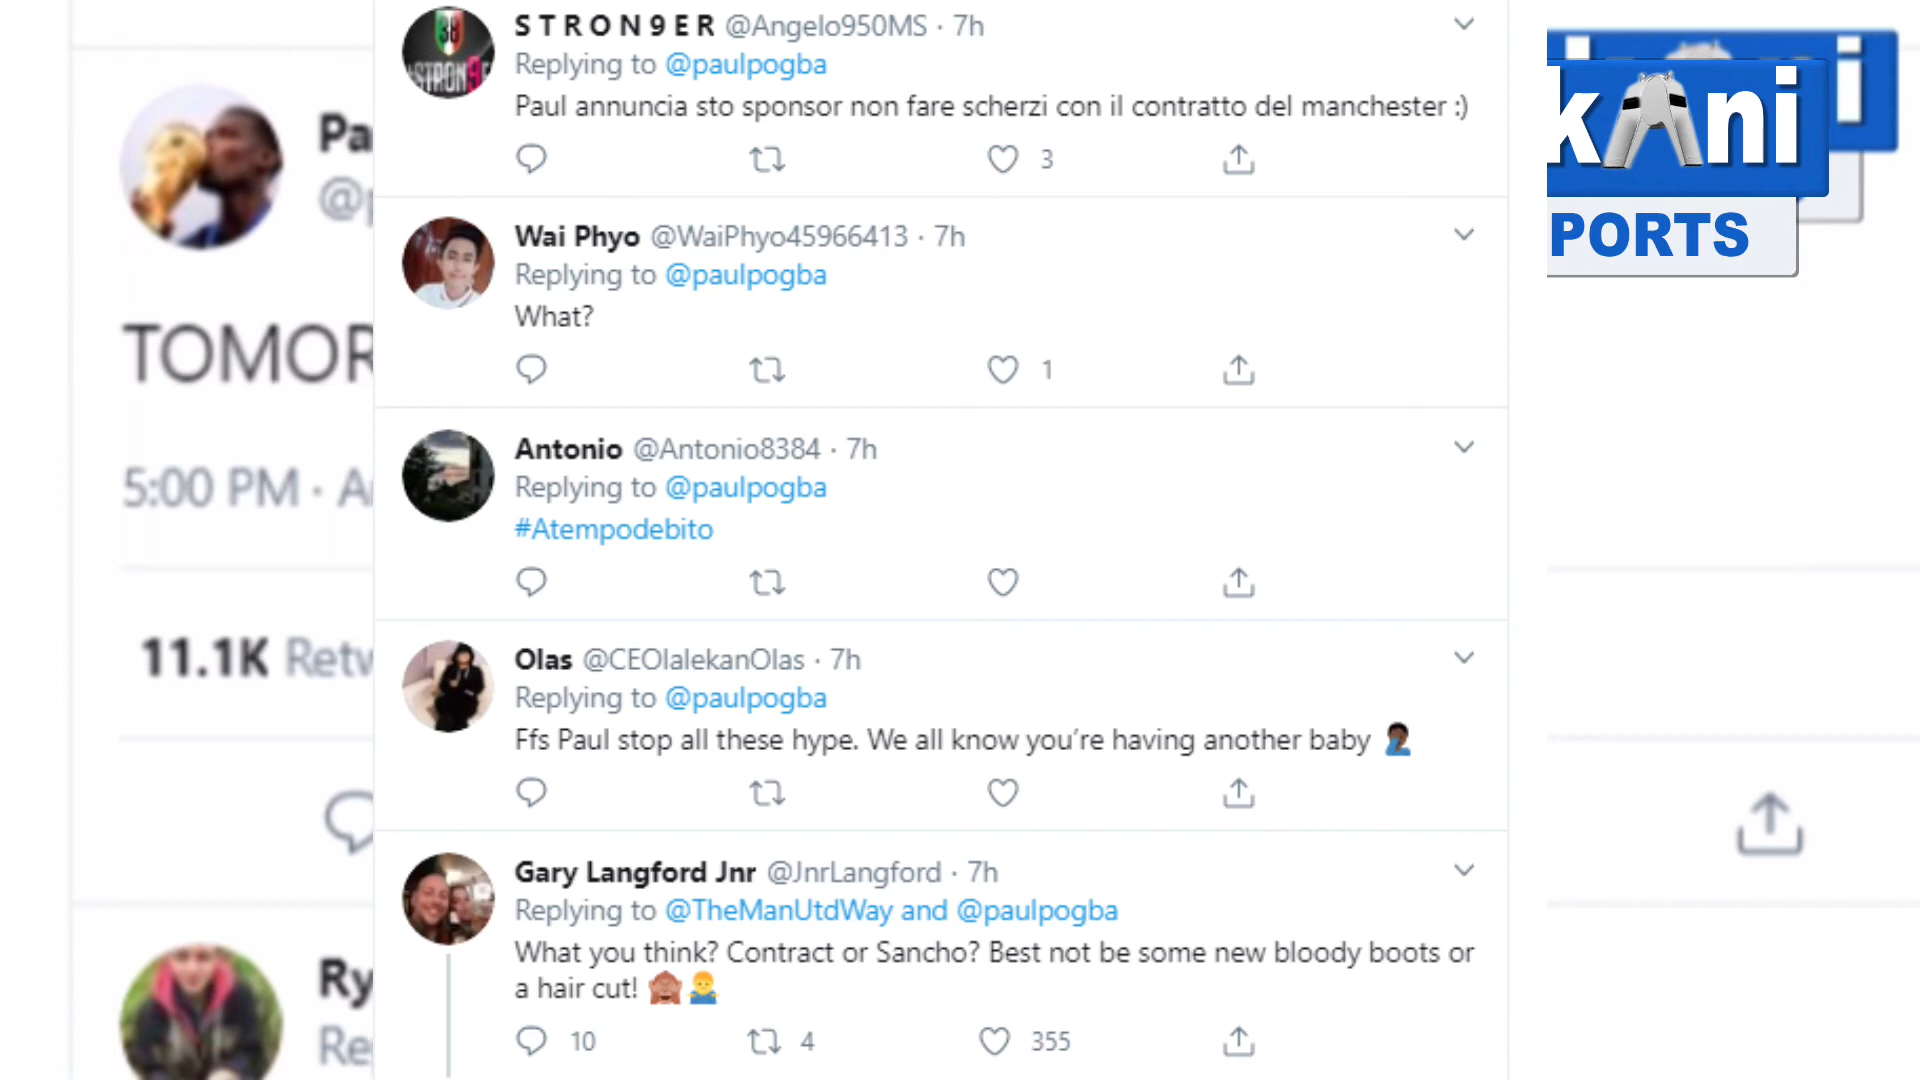 Pa
@p
TOMOR
5:00 PM · A
11.1K Retw
Ry
Re
S T R O N 9 E R @Angelo950MS · 7h
Replying to @paulpogba
Paul annuncia sto sponsor non fare scherzi con il contratto del manchester :)
3
Wai Phyo @WaiPhyo45966413 · 7h
Replying to @paulpogba
What?
1
Antonio @Antonio8384 · 7h
Replying to @paulpogba
#Atempodebito
Olas @CEOlalekanOlas · 7h
Replying to @paulpogba
Ffs Paul stop all these hype. We all know you're having another baby 🤦🏿‍♂️
Gary Langford Jnr @JnrLangford · 7h
Replying to @TheManUtdWay and @paulpogba
What you think? Contract or Sancho? Best not be some new bloody boots or
a hair cut! 🙈🤷‍♂️
10 4 355
kAni
PORTS